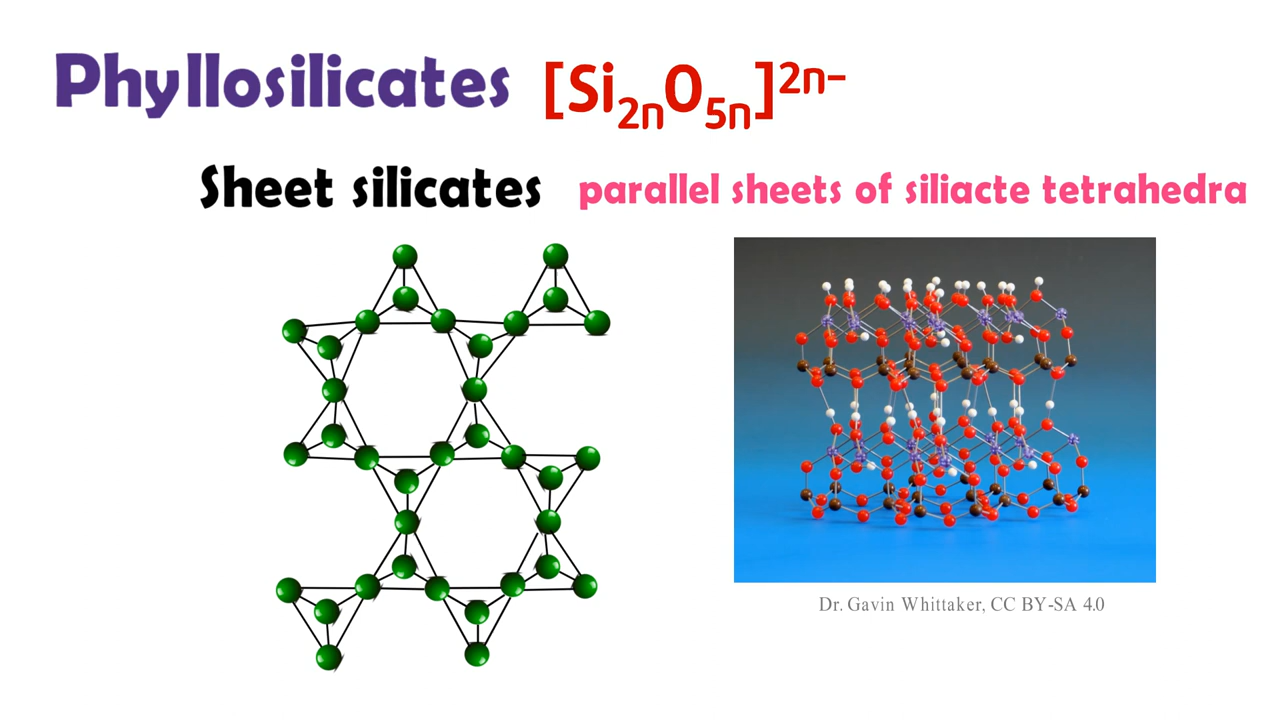 Phyllosilicates [Si2nO5n]2n−
Sheet silicates parallel sheets of siliacte tetrahedra
Dr. Gavin Whittaker, CC BY-SA 4.0